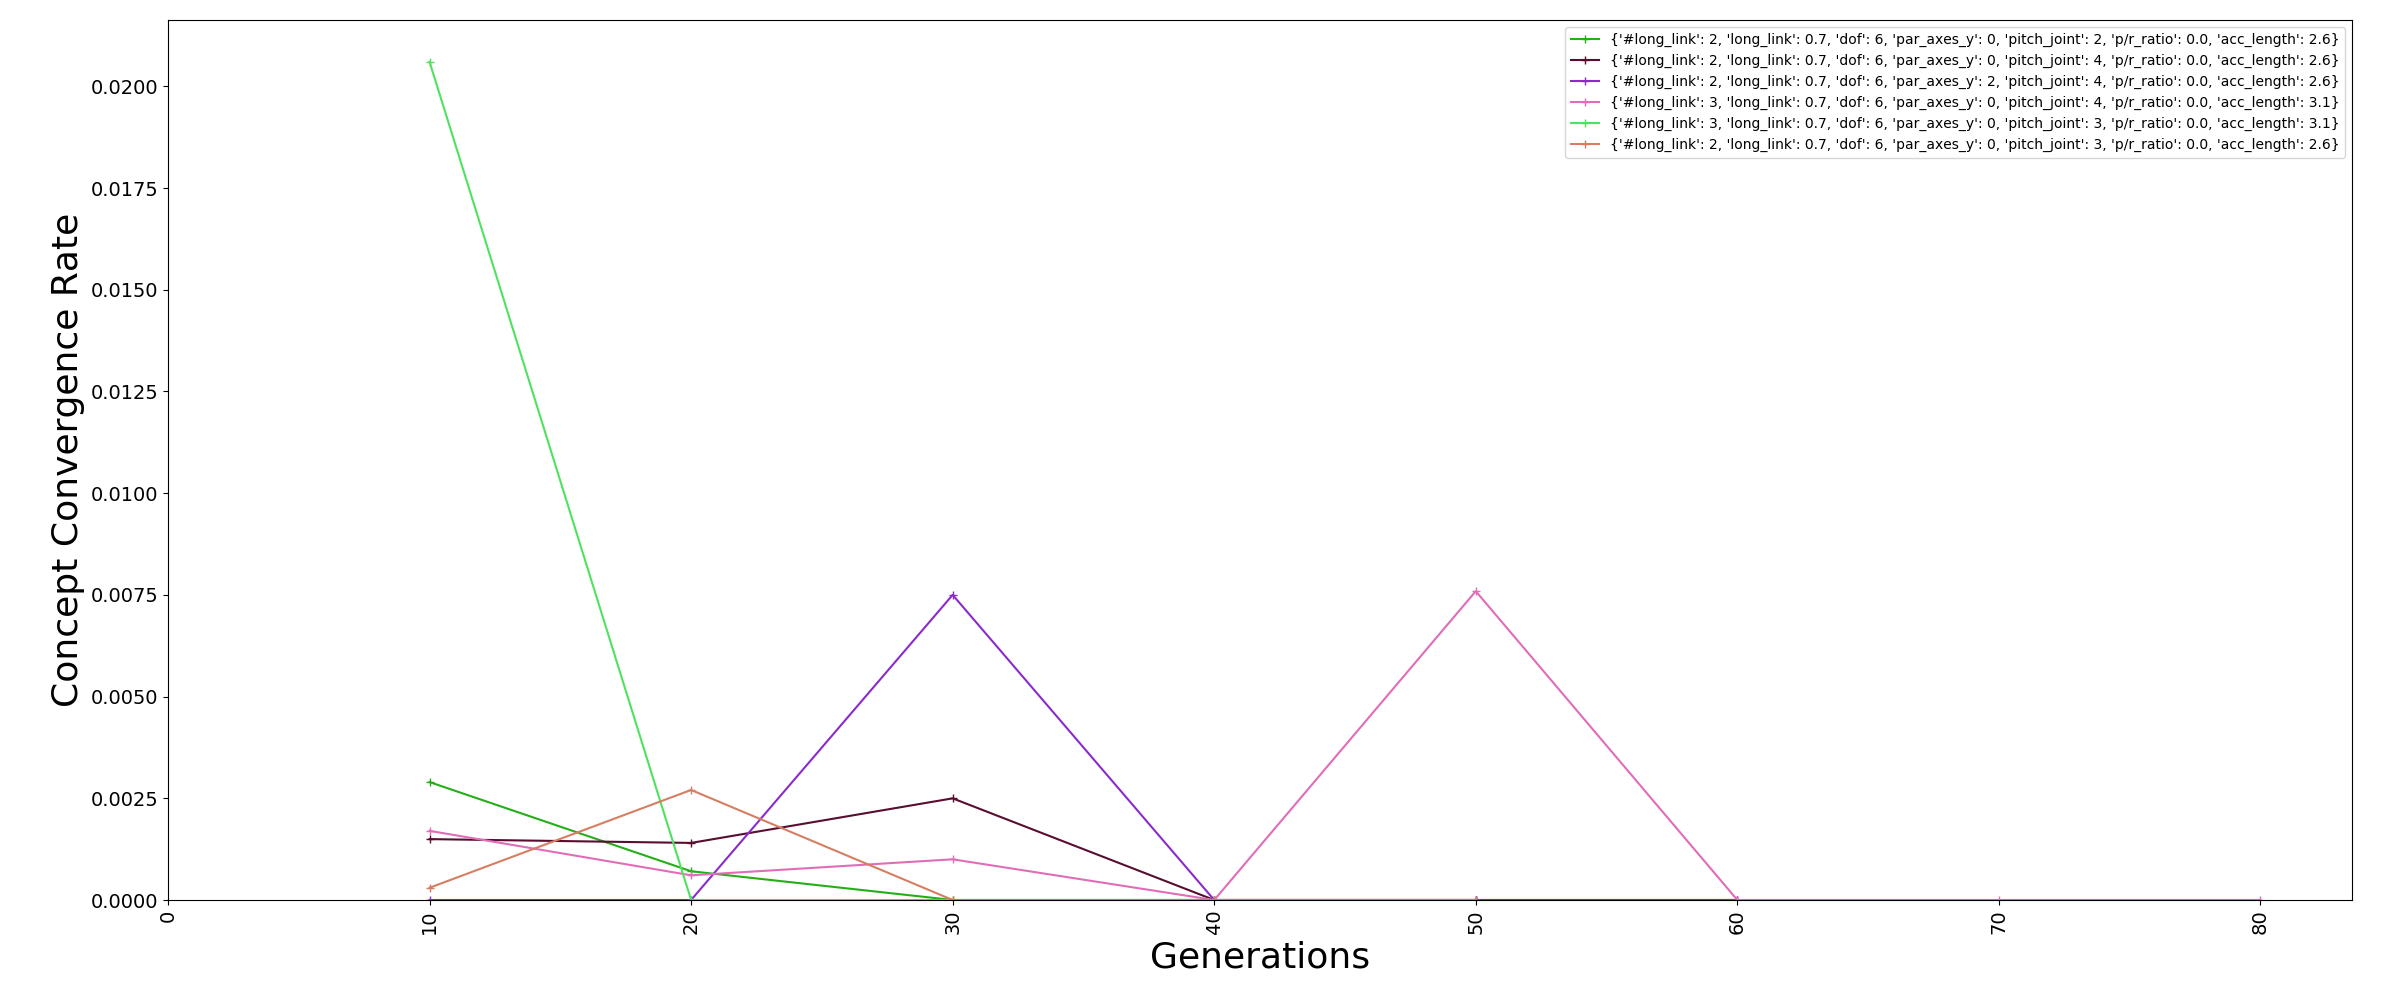 {'#long_link': 2, 'long_link': 0.7, 'dof': 6, 'par_axes_y': 0, 'pitch_joint': 2, 'p/r_ratio': 0.0, 'acc_length': 2.6}
{'#long_link': 2, 'long_link': 0.7, 'dof': 6, 'par_axes_y': 0, 'pitch_joint': 4, 'p/r_ratio': 0.0, 'acc_length': 2.6}
{'#long_link': 2, 'long_link': 0.7, 'dof': 6, 'par_axes_y': 2, 'pitch_joint': 4, 'p/r_ratio': 0.0, 'acc_length': 2.6}
{'#long_link': 3, 'long_link': 0.7, 'dof': 6, 'par_axes_y': 0, 'pitch_joint': 4, 'p/r_ratio': 0.0, 'acc_length': 3.1}
{'#long_link': 3, 'long_link': 0.7, 'dof': 6, 'par_axes_y': 0, 'pitch_joint': 3, 'p/r_ratio': 0.0, 'acc_length': 3.1}
{'#long_link': 2, 'long_link': 0.7, 'dof': 6, 'par_axes_y': 0, 'pitch_joint': 3, 'p/r_ratio': 0.0, 'acc_length': 2.6}
Concept Convergence Rate
0.0200
0.0175
0.0150
0.0125
0.0100
0.0075
0.0050
0.0025
0.0000
0
10
20
30
40
50
60
70
80
Generations